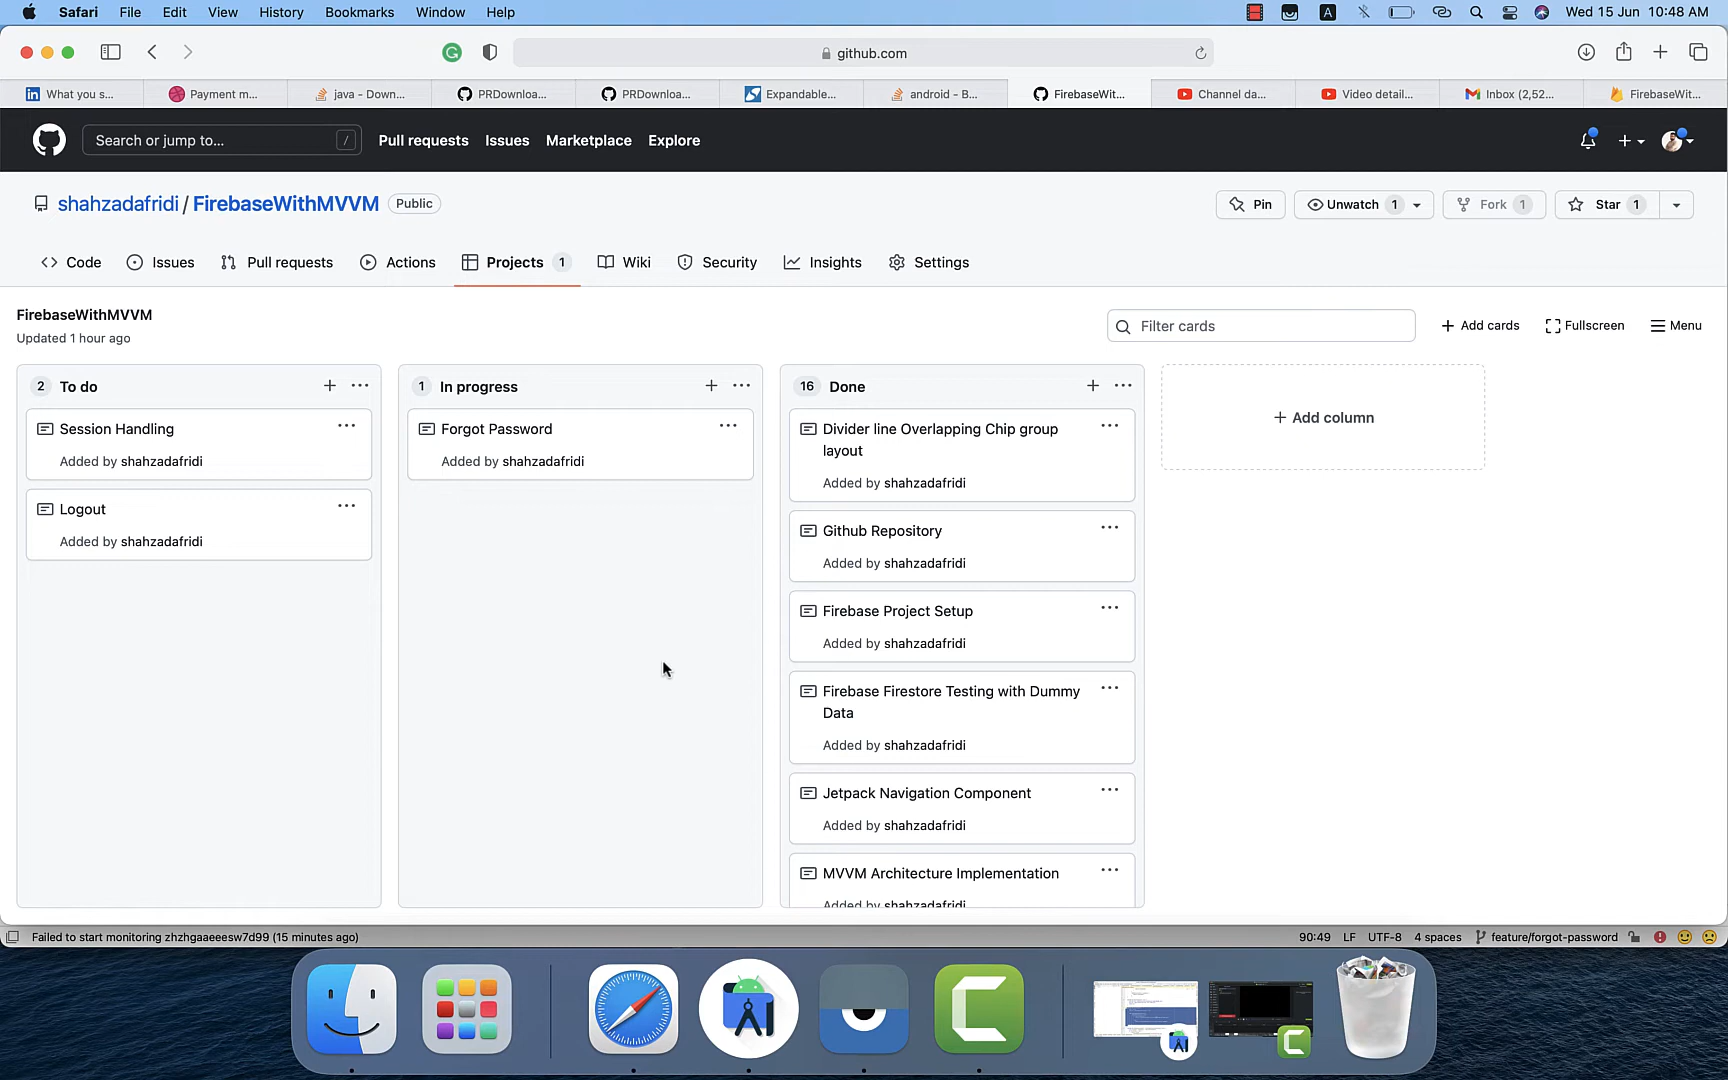 Safari File Edit View History Bookmarks Window Help A Wed 15 Jun 10:48 AM
github.com
What you s... Payment m... java - Down... PRDownloa... PRDownloa... Expandable... android - B... FirebaseWit... Channel da... Video detail... Inbox (2,52... FirebaseWit...
Search or jump to... / Pull requests Issues Marketplace Explore
shahzadafridi / FirebaseWithMVVM Public Pin Unwatch 1 Fork 1 Star 1
Code Issues Pull requests Actions Projects 1 Wiki Security Insights Settings
FirebaseWithMVVM
Updated 1 hour ago
Filter cards + Add cards Fullscreen Menu
2 To do + ...
Session Handling ...
Added by shahzadafridi
Logout ...
Added by shahzadafridi
1 In progress + ...
Forgot Password ...
Added by shahzadafridi
16 Done + ...
Divider line Overlapping Chip group ...
layout
Added by shahzadafridi
Github Repository ...
Added by shahzadafridi
Firebase Project Setup ...
Added by shahzadafridi
Firebase Firestore Testing with Dummy ...
Data
Added by shahzadafridi
Jetpack Navigation Component ...
Added by shahzadafridi
MVVM Architecture Implementation ...
Added by shahzadafridi
+ Add column
Failed to start monitoring zhzhgaaeeesw7d99 (15 minutes ago) 90:49 LF UTF-8 4 spaces feature/forgot-password